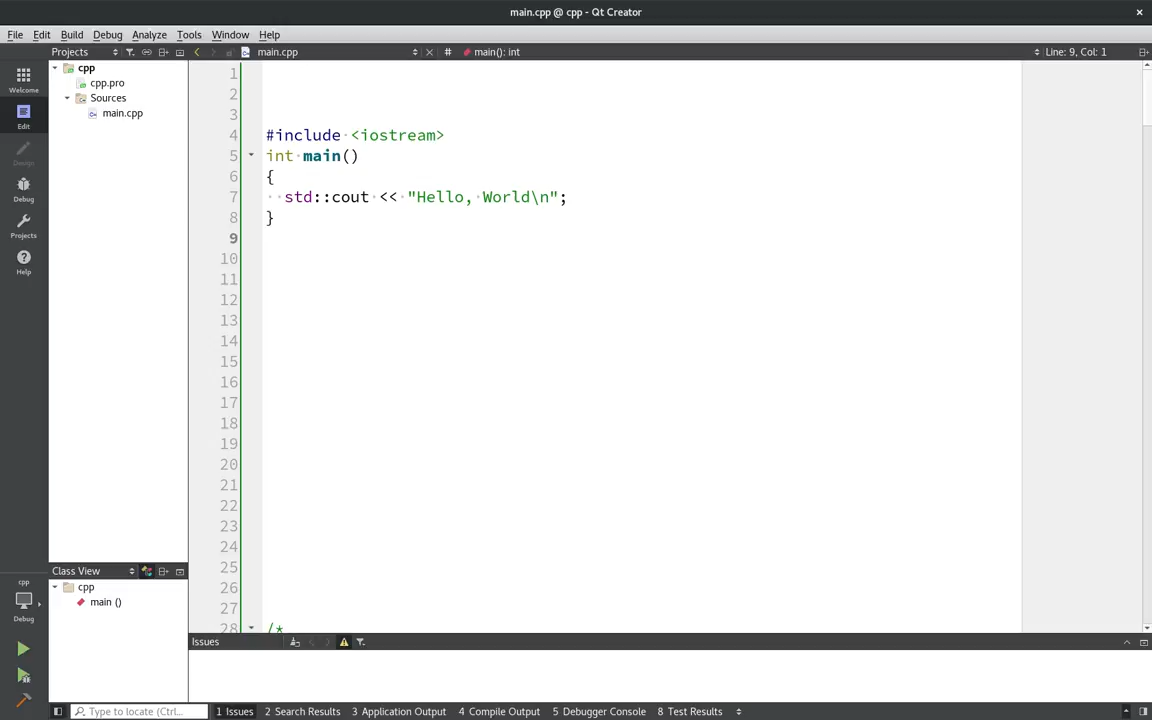 main.cpp @ cpp - Qt Creator
File Edit Build Debug Analyze Tools Window Help
Projects main.cpp # main(): int Line: 9, Col: 1
Welcome
Edit
Design
Debug
Projects
Help
cpp
Debug
cpp
cpp.pro
Sources
main.cpp
Class View
cpp
main ()
1
2
3
4 #include <iostream>
5 int main()
6 {
7 std::cout << "Hello, World\n";
8 }
9
10
11
12
13
14
15
16
17
18
19
20
21
22
23
24
25
26
27
28 /*
Issues
Type to locate (Ctrl... 1 Issues 2 Search Results 3 Application Output 4 Compile Output 5 Debugger Console 8 Test Results